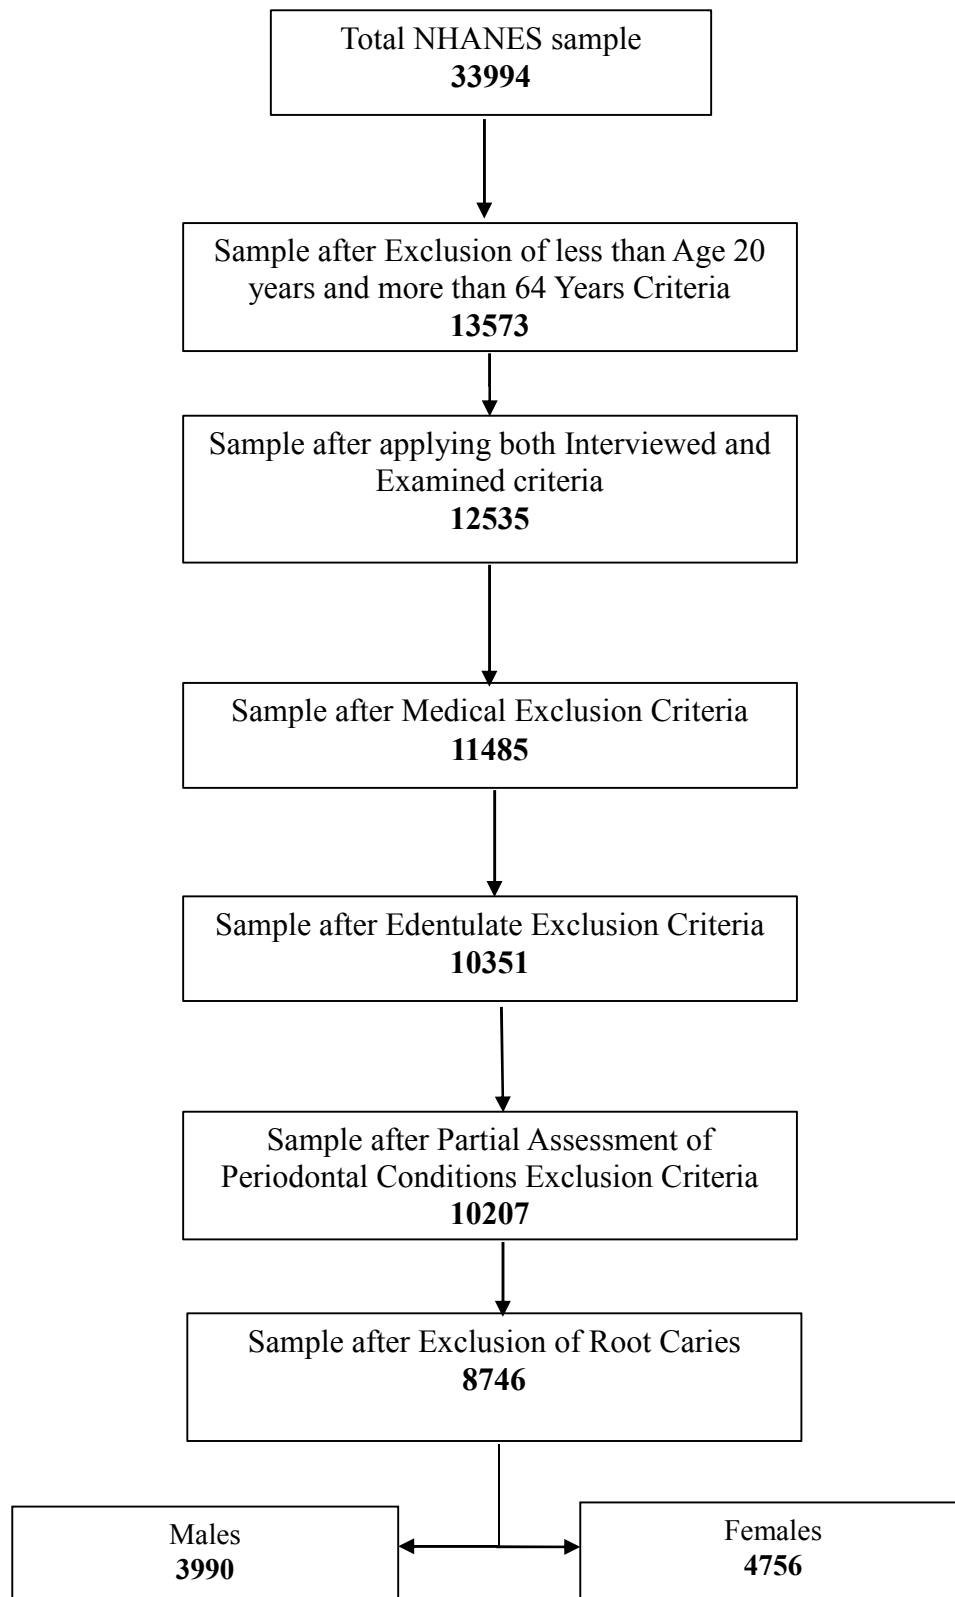 Total NHANES sample
33994
Sample after Exclusion of less than Age 20
years and more than 64 Years Criteria
13573
Sample after applying both Interviewed and
Examined criteria
12535
Sample after Medical Exclusion Criteria
11485
Sample after Edentulate Exclusion Criteria
10351
Sample after Partial Assessment of
Periodontal Conditions Exclusion Criteria
10207
Sample after Exclusion of Root Caries
8746
Males
3990
Females
4756